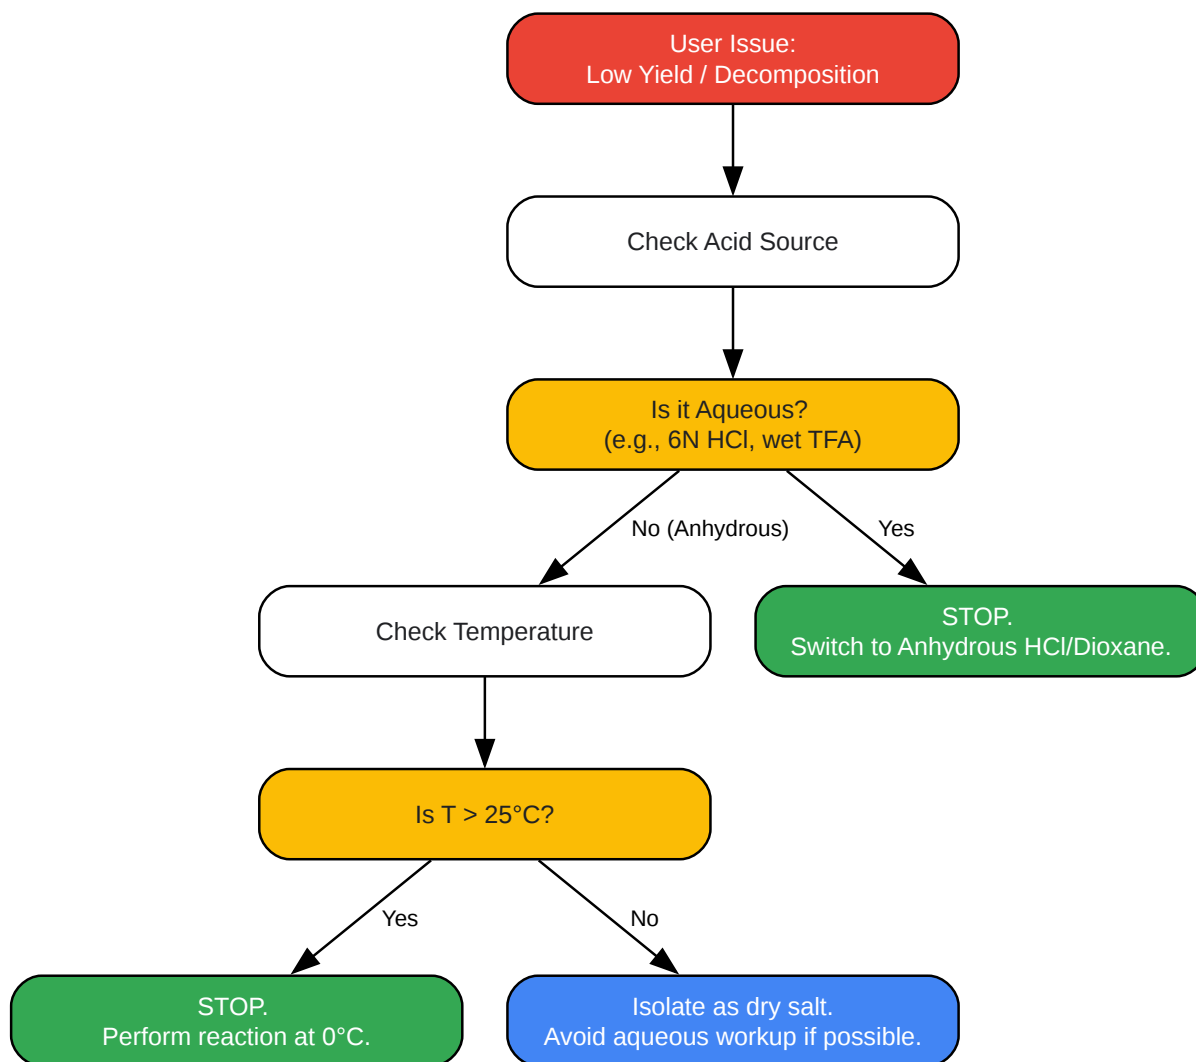 User Issue:
Low Yield / Decomposition
Check Acid Source
Is it Aqueous?
(e.g., 6N HCl, wet TFA)
No (Anhydrous)
Yes
Check Temperature
STOP.
Switch to Anhydrous HCl/Dioxane.
Is T > 25°C?
Yes
No
STOP.
Perform reaction at 0°C.
Isolate as dry salt.
Avoid aqueous workup if possible.